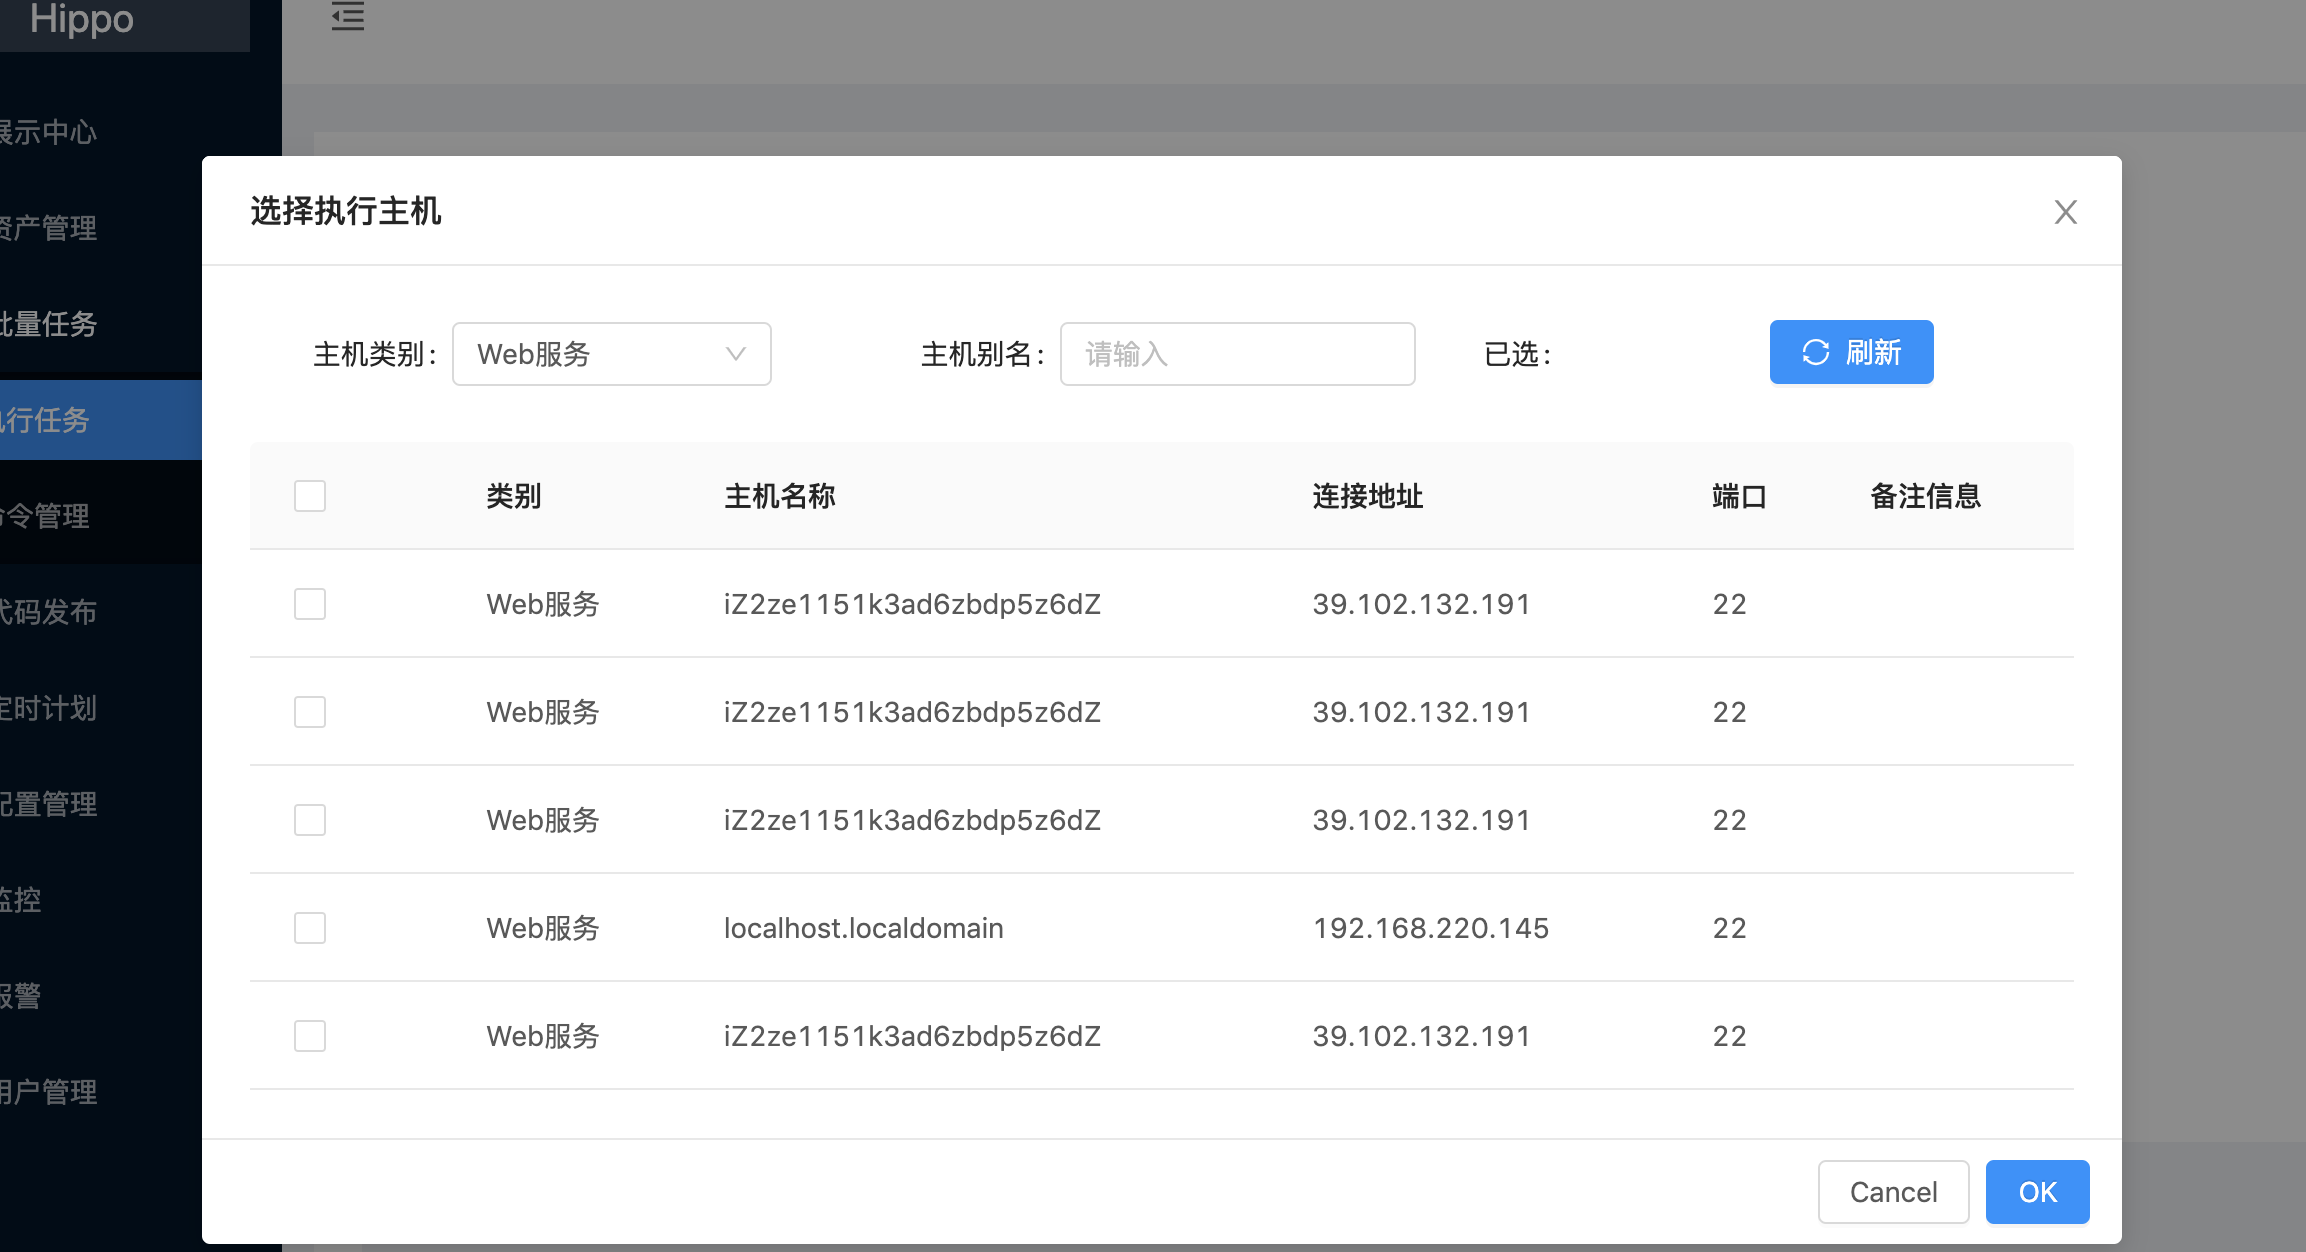 Hippo
展示中心
资产管理
批量任务
执行任务
命令管理
代码发布
定时计划
配置管理
监控
报警
用户管理
选择执行主机
主机类别: Web服务 主机别名: 请输入 已选: 刷新
类别 主机名称 连接地址 端口 备注信息
Web服务 iZ2ze1151k3ad6zbdp5z6dZ 39.102.132.191 22
Web服务 iZ2ze1151k3ad6zbdp5z6dZ 39.102.132.191 22
Web服务 iZ2ze1151k3ad6zbdp5z6dZ 39.102.132.191 22
Web服务 localhost.localdomain 192.168.220.145 22
Web服务 iZ2ze1151k3ad6zbdp5z6dZ 39.102.132.191 22
Cancel OK